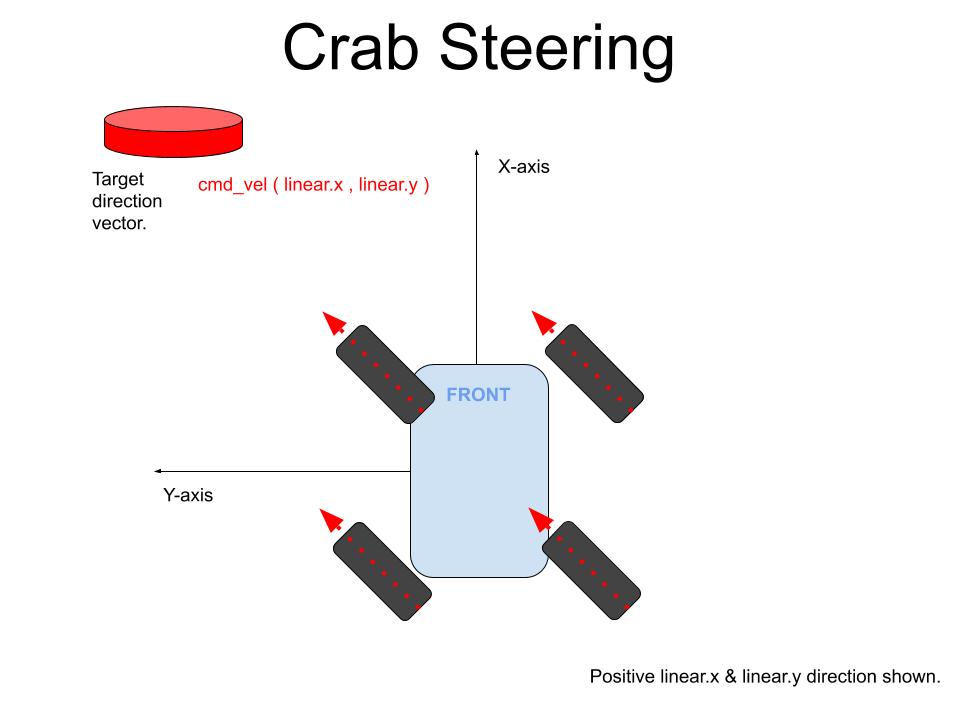 Crab Steering
X-axis
Target
direction
vector.
cmd_vel ( linear.x , linear.y )
FRONT
Y-axis
Positive linear.x & linear.y direction shown.